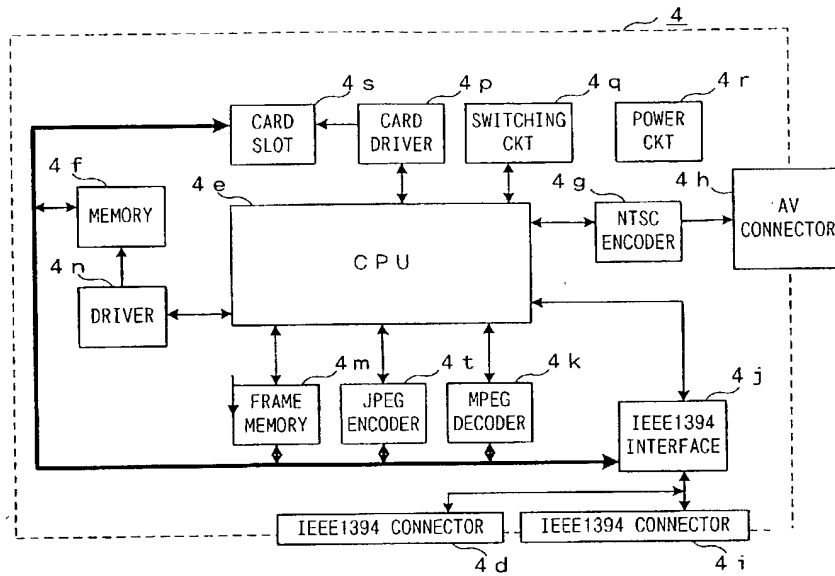 4
4s
4p
4q
4r
CARD
SLOT
CARD
DRIVER
SWITCHING
CKT
POWER
CKT
4f
4e
4g
4h
MEMORY
CPU
NTSC
ENCODER
AV
CONNECTOR
4n
DRIVER
4m
4t
4k
4j
FRAME
MEMORY
JPEG
ENCODER
MPEG
DECODER
IEEE1394
INTERFACE
IEEE1394 CONNECTOR
IEEE1394 CONNECTOR
4d
4i